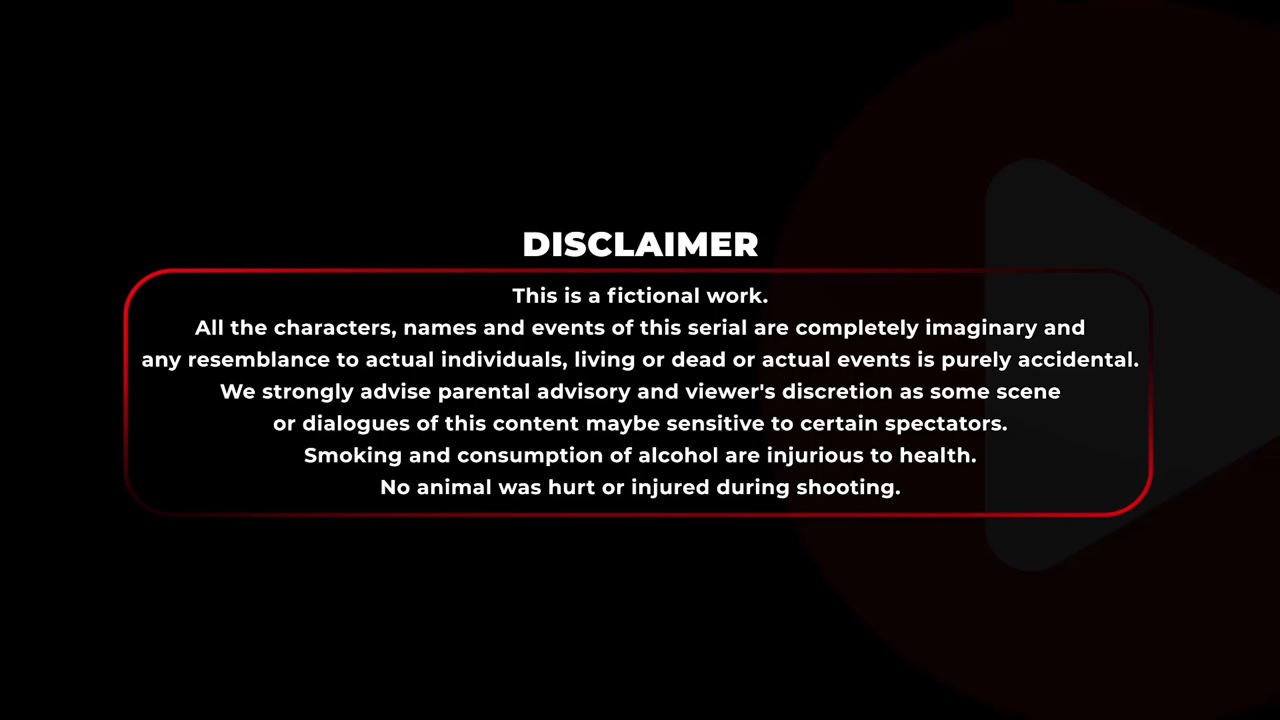 DISCLAIMER
This is a fictional work.
All the characters, names and events of this serial are completely imaginary and
any resemblance to actual individuals, living or dead or actual events is purely accidental.
We strongly advise parental advisory and viewer's discretion as some scene
or dialogues of this content maybe sensitive to certain spectators.
Smoking and consumption of alcohol are injurious to health.
No animal was hurt or injured during shooting.